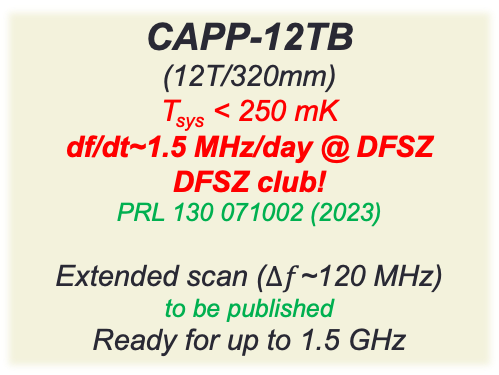 CAPP-12TB
(12T/320mm)
Tsys < 250 mK
df/dt~1.5 MHz/day @ DFSZ
DFSZ club!
PRL 130 071002 (2023)
Extended scan (Δf~120 MHz)
to be published
Ready for up to 1.5 GHz